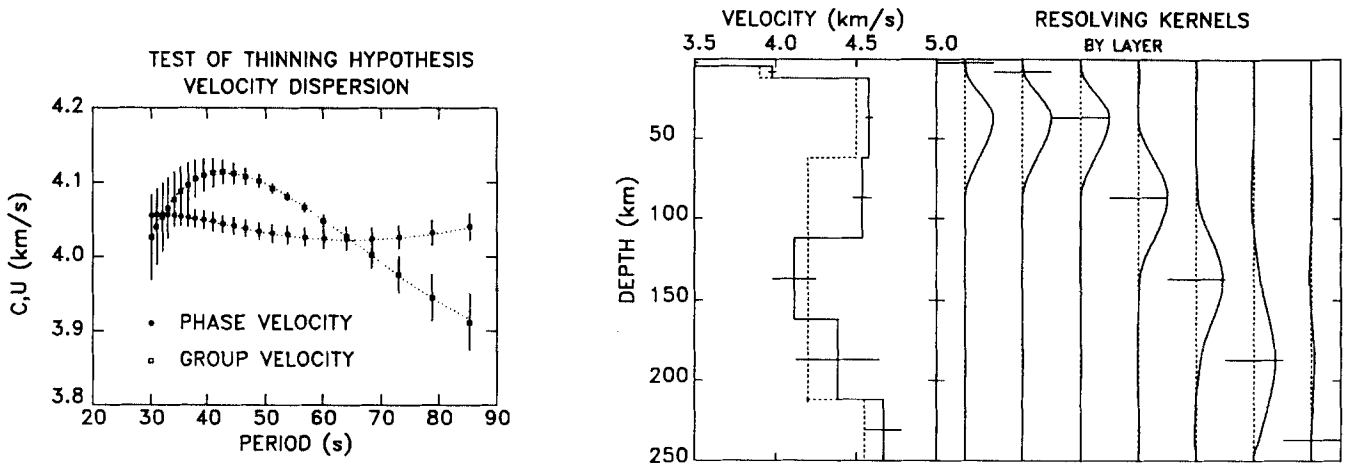 TEST OF THINNING HYPOTHESIS
VELOCITY DISPERSION
4.2
4.1
4.0
3.9
3.8
C,U (km/s)
PHASE VELOCITY
GROUP VELOCITY
20 30 40 50 60 70 80 90
PERIOD (s)
VELOCITY (km/s)
3.5 4.0 4.5 5.0
RESOLVING KERNELS
BY LAYER
50
100
150
200
250
DEPTH (km)